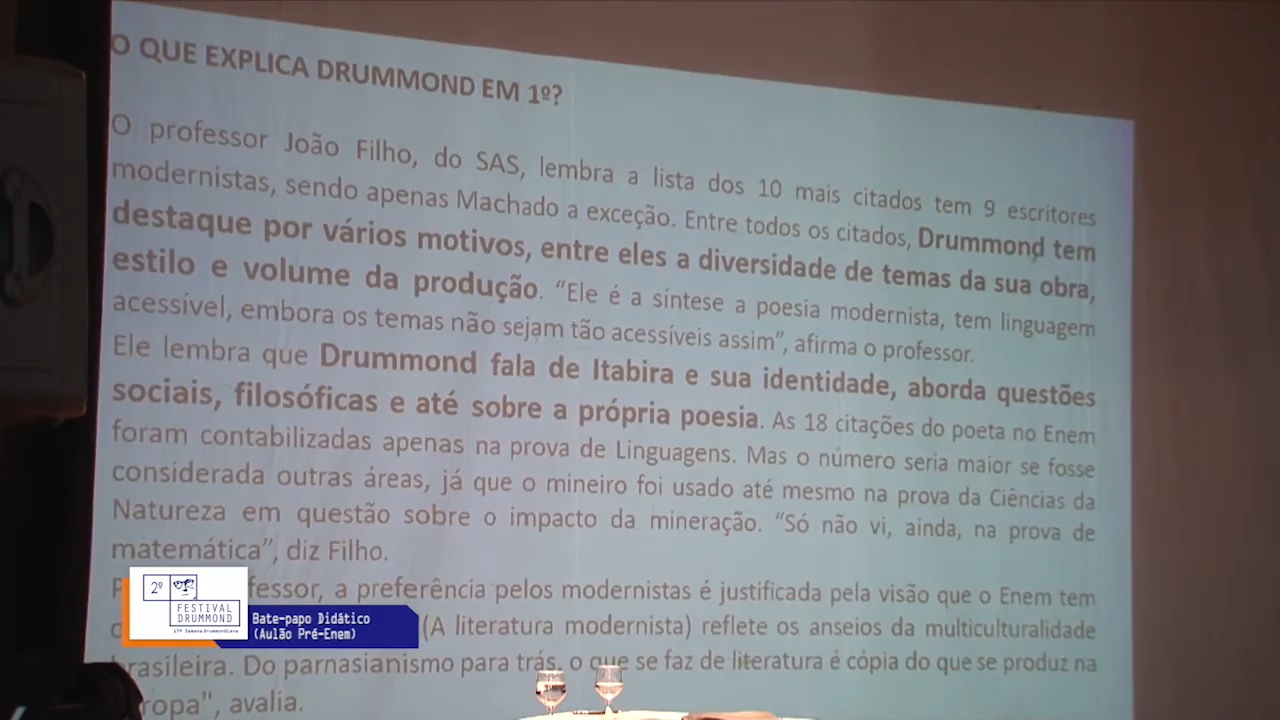 O QUE EXPLICA DRUMMOND EM 1º?
O professor João Filho, do SAS, lembra a lista dos 10 mais citados tem 9 escritores
modernistas, sendo apenas Machado a exceção. Entre todos os citados, Drummond tem
destaque por vários motivos, entre eles a diversidade de temas da sua obra,
estilo e volume da produção. “Ele é a síntese a poesia modernista, tem linguagem
acessível, embora os temas não sejam tão acessíveis assim”, afirma o professor.
Ele lembra que Drummond fala de Itabira e sua identidade, aborda questões
sociais, filosóficas e até sobre a própria poesia. As 18 citações do poeta no Enem
foram contabilizadas apenas na prova de Linguagens. Mas o número seria maior se fosse
considerada outras áreas, já que o mineiro foi usado até mesmo na prova da Ciências da
Natureza em questão sobre o impacto da mineração. “Só não vi, ainda, na prova de
matemática”, diz Filho.
fessor, a preferência pelos modernistas é justificada pela visão que o Enem tem
(A literatura modernista) reflete os anseios da multiculturalidade
brasileira. Do parnasianismo para trás, o que se faz de literatura é cópia do que se produz na
ropa", avalia.
2º
FESTIVAL
DRUMMOND
17ª Semana Drummondiana
Bate-papo Didático
(Aulão Pré-Enem)